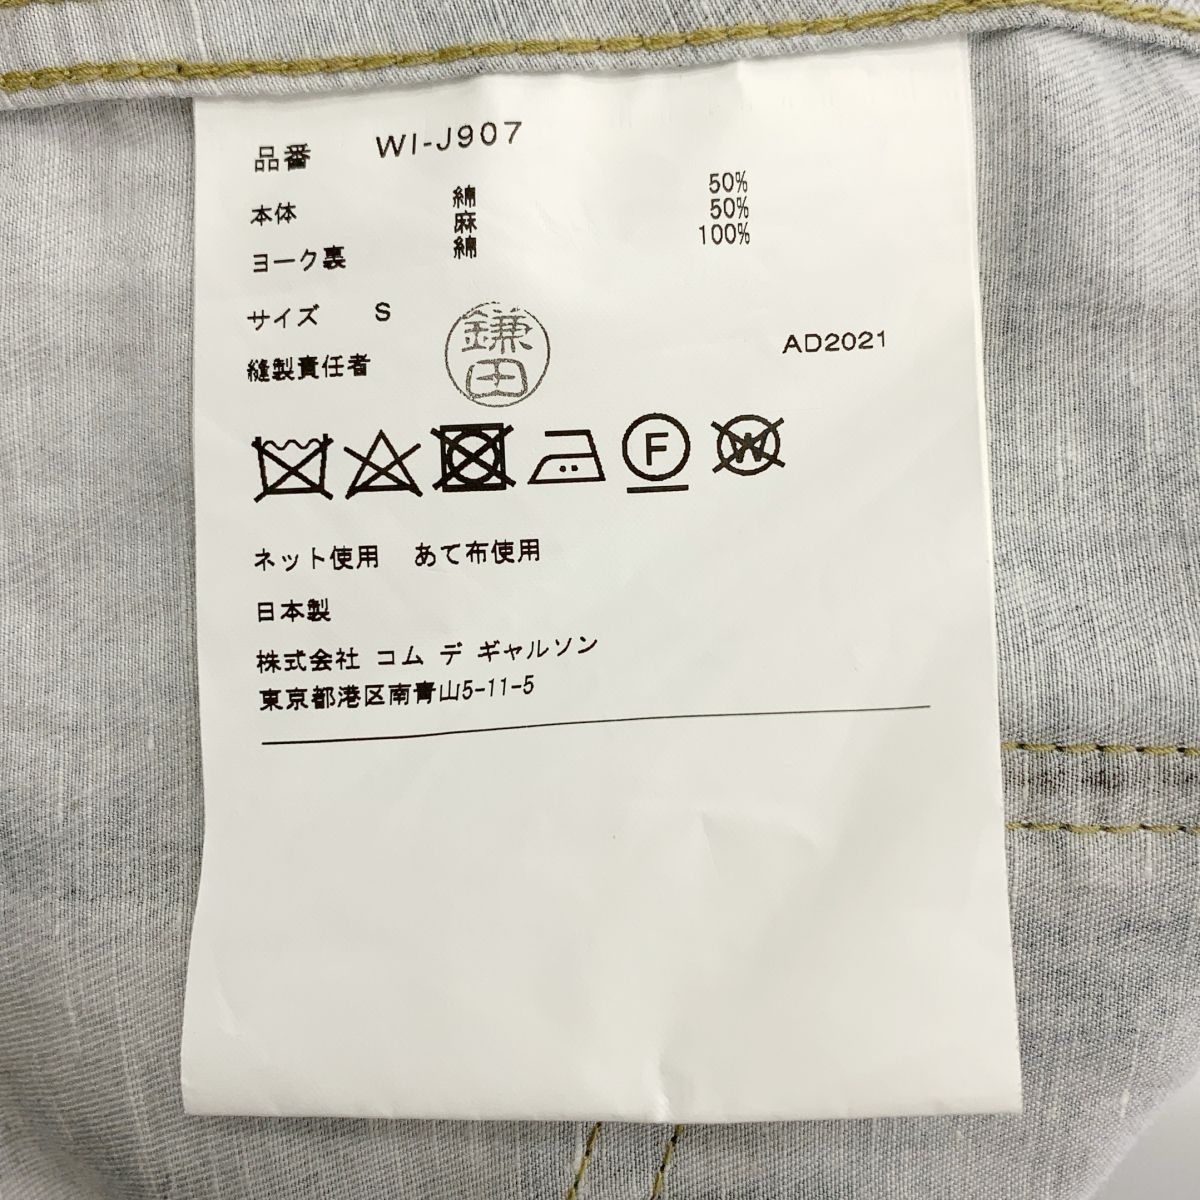 品番 WI-J907
本体 綿 50%
麻 50%
ヨーク裏 綿 100%
サイズ S
縫製責任者 鎌田 AD2021
F W
ネット使用 あて布使用
日本製
株式会社 コム デ ギャルソン
東京都港区南青山5-11-5